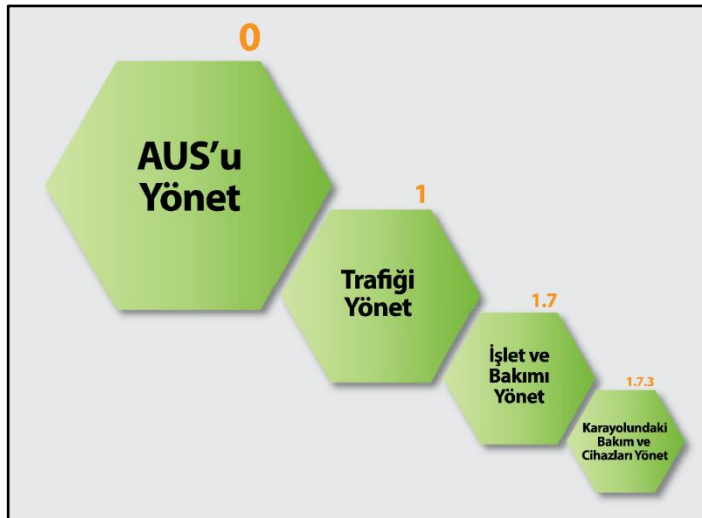 0
AUS'u
Yönet
1
Trafiği
Yönet
1.7
İşlet ve
Bakımı
Yönet
1.7.3
Karayolundaki
Bakım ve
Cihazları Yönet